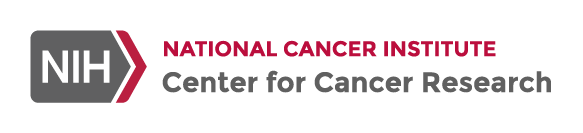 NIH
NATIONAL CANCER INSTITUTE
Center for Cancer Research